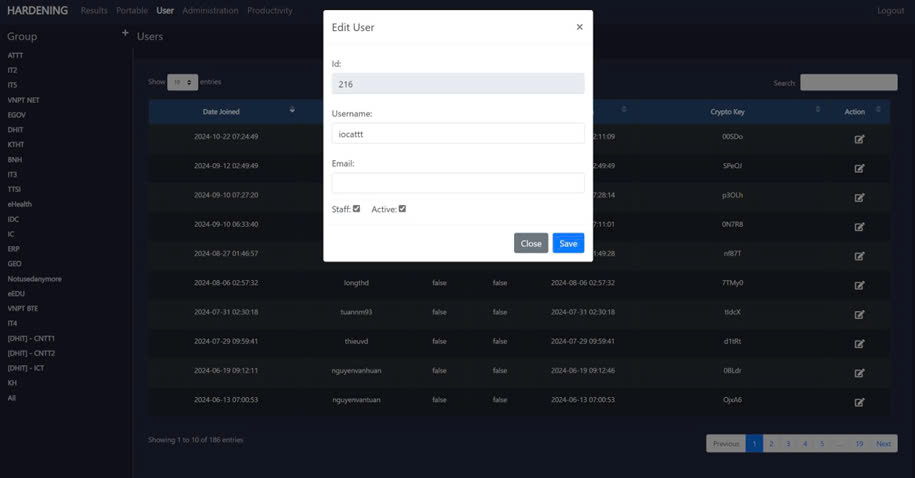 HARDENING Results Portable User Administration Productivity Logout
Group +
ATTT
IT2
IT5
VNPT NET
EGOV
DHIT
KTHT
BNH
IT3
TTSI
eHealth
IDC
IC
ERP
GEO
Notusedanymore
eEDU
VNPT BTE
IT4
[DHIT] - CNTT1
[DHIT] - CNTT2
[DHIT] - ICT
KH
All
Users
Show 10 entries Search:
Date Joined Crypto Key Action
2024-10-22 07:24:49 2:11:09 00SDo
2024-09-12 02:49:49 2:49:49
2024-09-10 07:27:20 7:28:14 p3OLh
2024-09-10 06:33:40 7:11:01 0N7R8
2024-08-27 01:46:57 1:49:28
2024-08-06 02:57:32 longthd false false 2024-08-06 02:57:32 7TMy0
2024-07-31 02:30:18 tuannm93 false false 2024-07-31 02:30:18
2024-07-29 09:59:41 thieuvd false false 2024-07-29 09:59:41 d1tRt
2024-06-19 09:12:11 nguyenvanhuan false false 2024-06-19 09:12:46
2024-06-13 07:00:53 nguyenvantuan false false 2024-06-13 07:00:53 OjxA6
Showing 1 to 10 of 186 entries Previous 1 2 3 4 5 ... 19 Next
Edit User ×
Id:
216
Username:
iocattt
Email:
Staff: Active:
Close Save